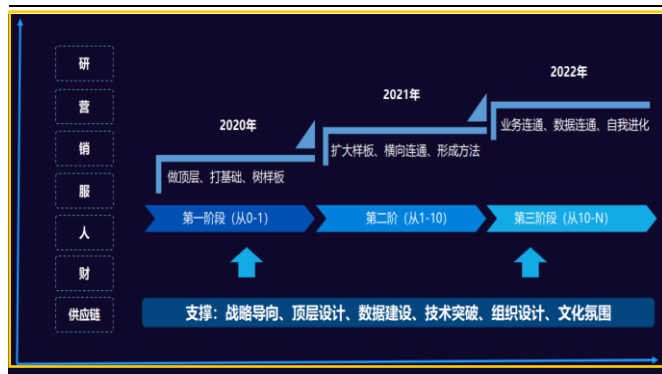 研
营
销
服
人
财
供应链
2020年
做顶层、打基础、树样板
2021年
扩大样板、横向连通、形成方法
2022年
业务连通、数据连通、自我进化
第一阶段（从0-1）
第二阶（从1-10）
第三阶段（从10-N）
支撑：战略导向、顶层设计、数据建设、技术突破、组织设计、文化氛围